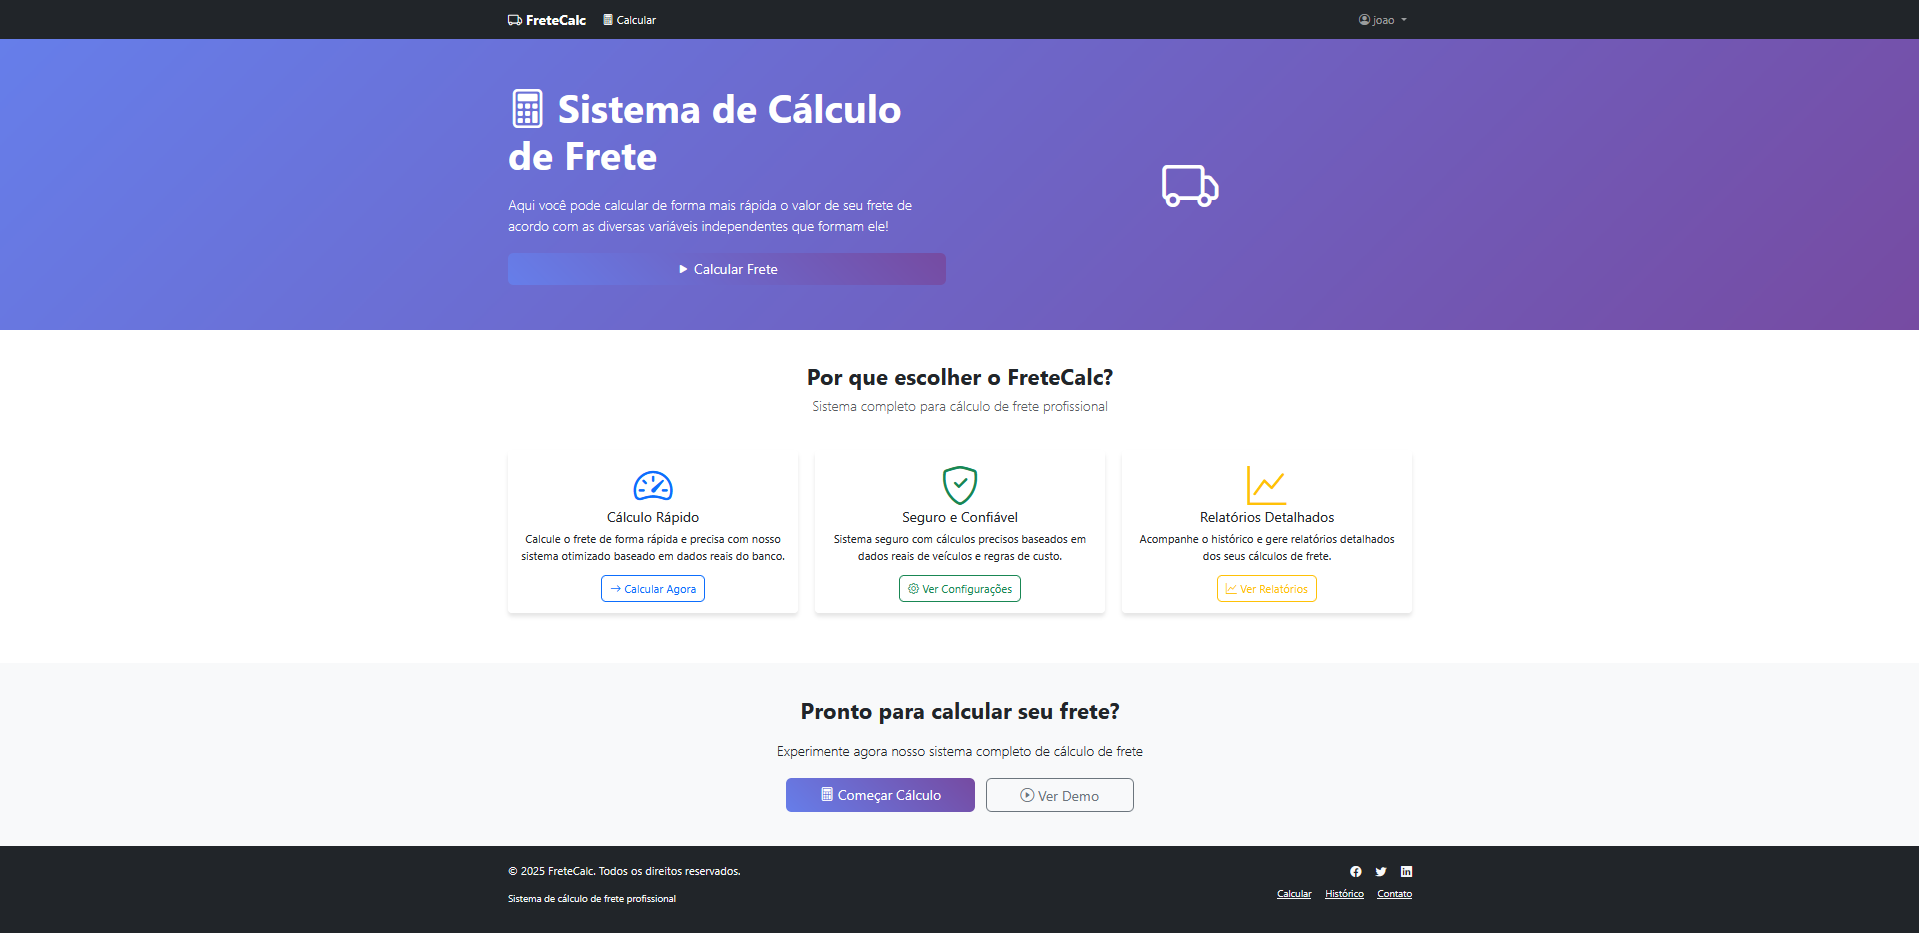 FreteCalc Calcular joao
Sistema de Cálculo
de Frete
Aqui você pode calcular de forma mais rápida o valor de seu frete de
acordo com as diversas variáveis independentes que formam ele!
Calcular Frete
Por que escolher o FreteCalc?
Sistema completo para cálculo de frete profissional
Cálculo Rápido
Calcule o frete de forma rápida e precisa com nosso
sistema otimizado baseado em dados reais do banco.
Calcular Agora
Seguro e Confiável
Sistema seguro com cálculos precisos baseados em
dados reais de veículos e regras de custo.
Ver Configurações
Relatórios Detalhados
Acompanhe o histórico e gere relatórios detalhados
dos seus cálculos de frete.
Ver Relatórios
Pronto para calcular seu frete?
Experimente agora nosso sistema completo de cálculo de frete
Começar Cálculo
Ver Demo
© 2025 FreteCalc. Todos os direitos reservados.
Sistema de cálculo de frete profissional
Calcular Histórico Contato